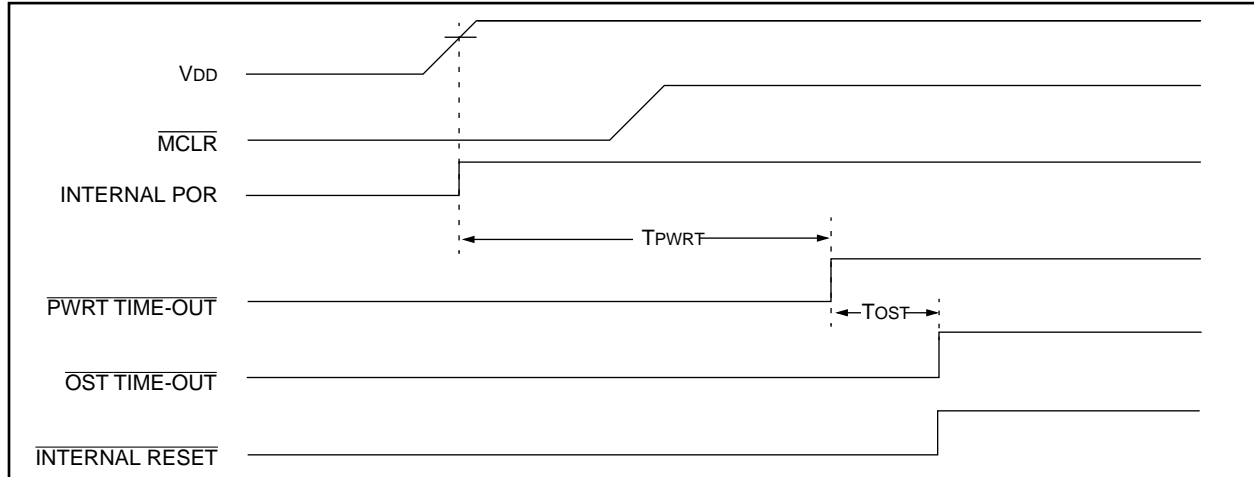 VDD
MCLR
INTERNAL POR
TPWRT
PWRT TIME-OUT
TOST
OST TIME-OUT
INTERNAL RESET